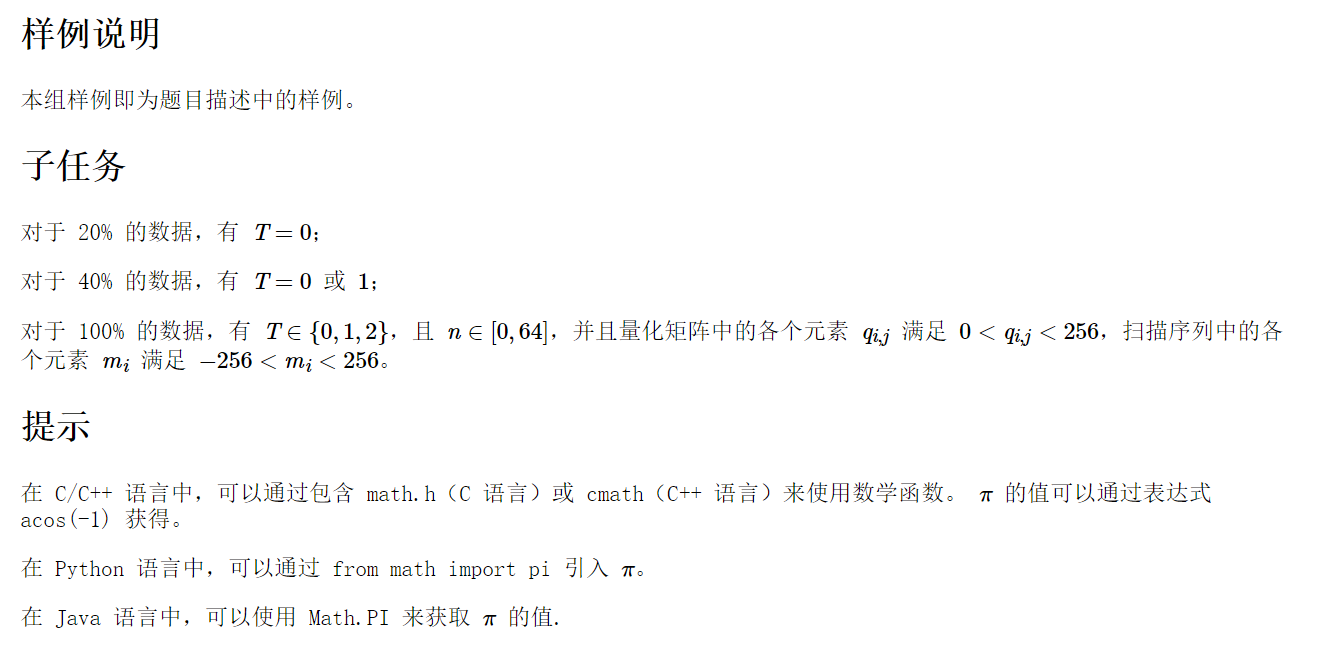 样例说明
本组样例即为题目描述中的样例。
子任务
对于 20% 的数据，有 T = 0；
对于 40% 的数据，有 T = 0 或 1；
对于 100% 的数据，有 T ∈ {0, 1, 2}，且 n ∈ [0, 64]，并且量化矩阵中的各个元素 q_{i,j} 满足 0 < q_{i,j} < 256，扫描序列中的各
个元素 m_i 满足 −256 < m_i < 256。
提示
在 C/C++ 语言中，可以通过包含 math.h（C 语言）或 cmath（C++ 语言）来使用数学函数。 π 的值可以通过表达式
acos(-1) 获得。
在 Python 语言中，可以通过 from math import pi 引入 π。
在 Java 语言中，可以使用 Math.PI 来获取 π 的值.